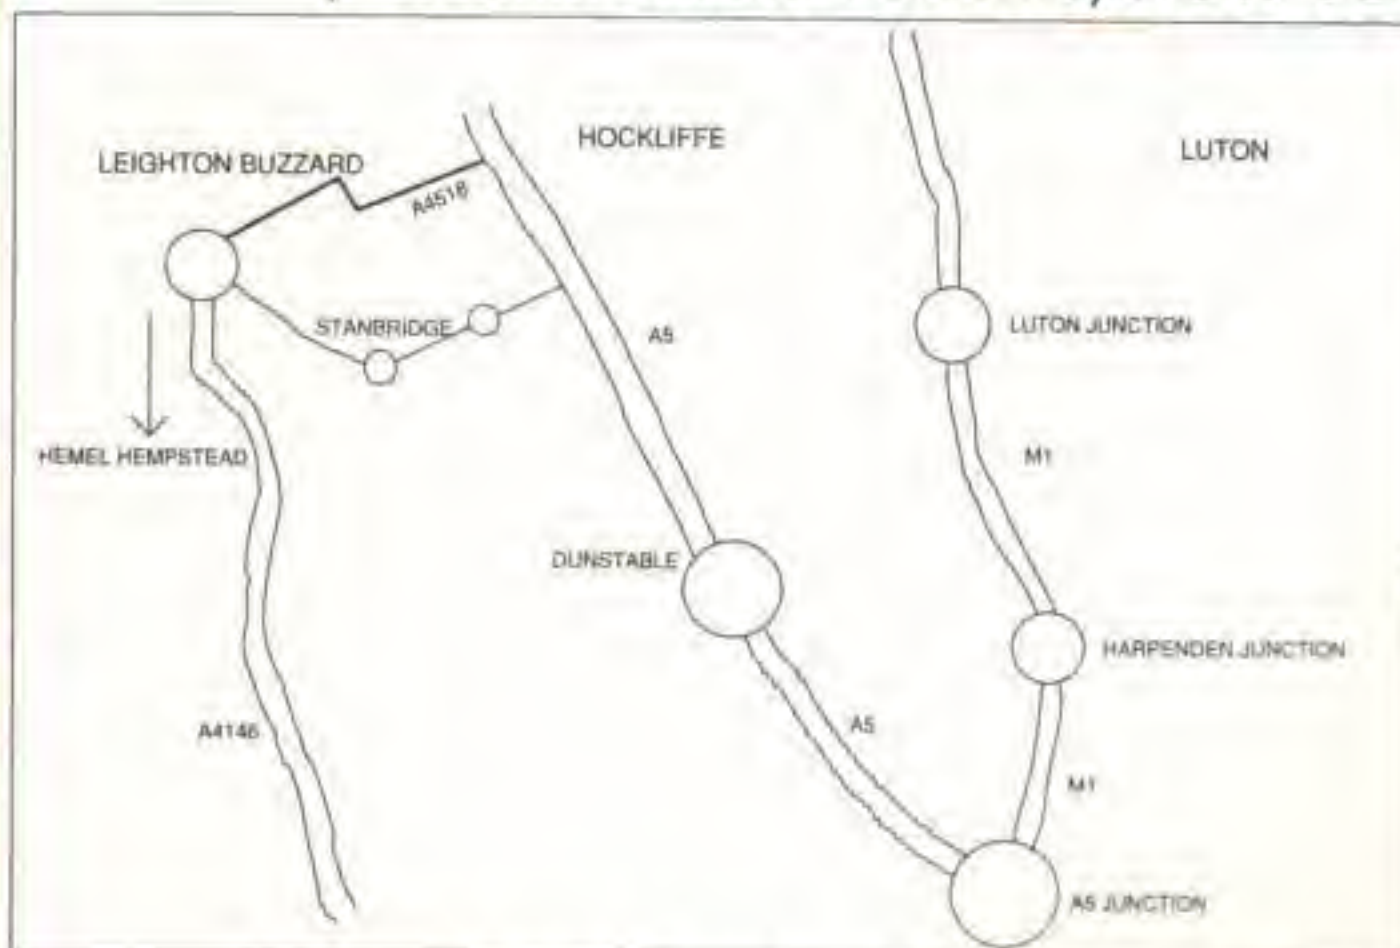 HOCKLIFFE
LUTON
LEIGHTON BUZZARD
A4518
STANBRIDGE
A5
LUTON JUNCTION
HEMEL HEMPSTEAD
M1
DUNSTABLE
HARPENDEN JUNCTION
A4146
A5
M1
A5 JUNCTION